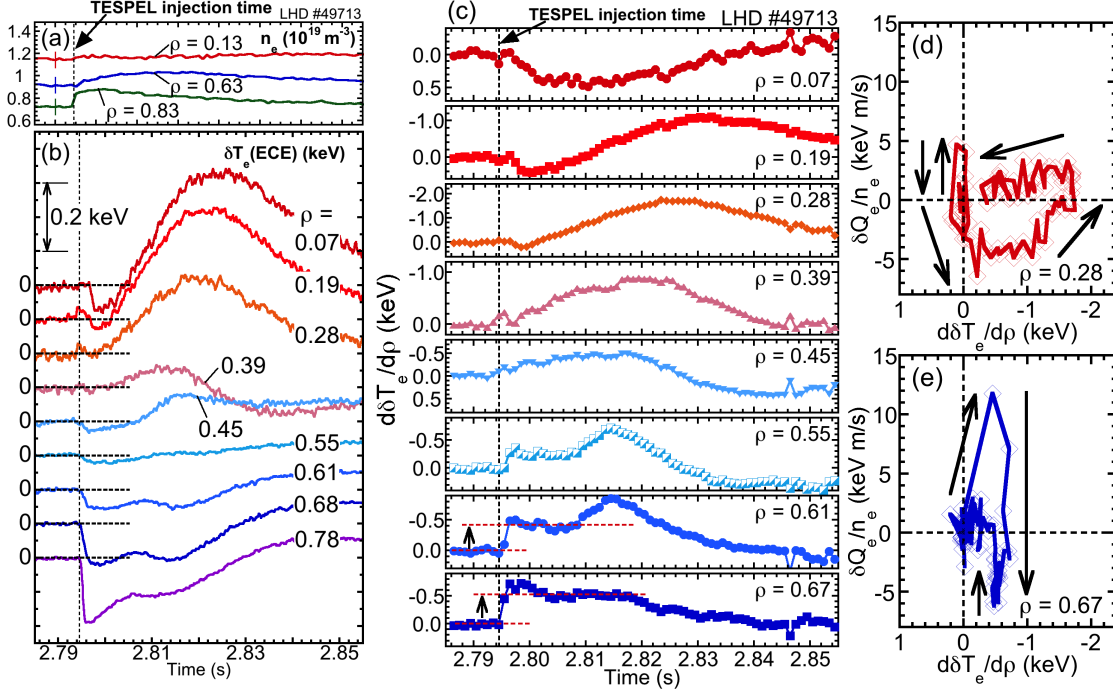 TESPEL injection time
LHD #49713
(a)
n_e (10^19 m^-3)
1.4
1.2
1
0.8
0.6
ρ = 0.13
ρ = 0.63
ρ = 0.83
(b)
δT_e(ECE) (keV)
0.2 keV
ρ =
0.07
0.19
0.28
0.39
0.45
0.55
0.61
0.68
0.78
0
0
0
0
0
0
0
0
0
2.79
2.81
2.83
2.85
Time (s)
(c)
TESPEL injection time
LHD #49713
dδT_e/dρ (keV)
0.0
0.5
ρ = 0.07
-1.0
0.0
ρ = 0.19
-2.0
-1.0
0.0
ρ = 0.28
-1.0
0.0
ρ = 0.39
-0.5
0.0
0.5
ρ = 0.45
-0.5
0.0
ρ = 0.55
-0.5
0.0
ρ = 0.61
-0.5
0.0
ρ = 0.67
2.79
2.80
2.81
2.82
2.83
2.84
2.85
Time (s)
(d)
δQ_e/n_e (keV m/s)
15
10
5
0
-5
ρ = 0.28
1
0
-1
-2
dδT_e/dρ (keV)
(e)
δQ_e/n_e (keV m/s)
15
10
5
0
-5
ρ = 0.67
1
0
-1
-2
dδT_e/dρ (keV)